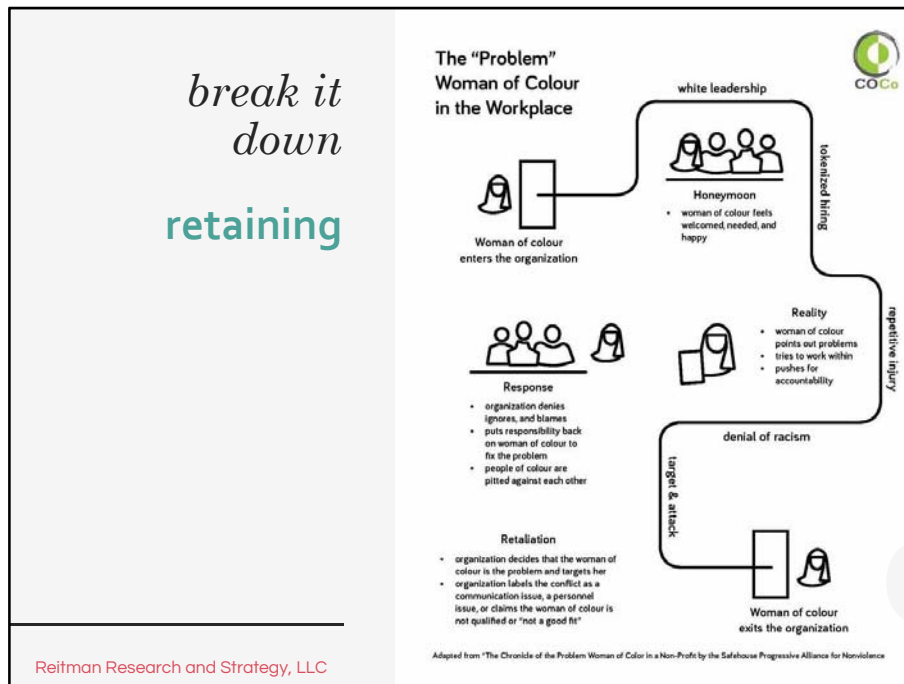 break it
down
retaining
Reitman Research and Strategy, LLC
The "Problem"
Woman of Colour
in the Workplace
COCo
white leadership
tokenized hiring
repetitive injury
denial of racism
target & attack
Woman of colour
enters the organization
Honeymoon
• woman of colour feels
welcomed, needed, and
happy
Reality
• woman of colour
points out problems
• tries to work within
• pushes for
accountability
Response
• organization denies
ignores, and blames
• puts responsibility back
on woman of colour to
fix the problem
• people of colour are
pitted against each other
Retaliation
• organization decides that the woman of
colour is the problem and targets her
• organization labels the conflict as a
communication issue, a personnel
issue, or claims the woman of colour is
not qualified or "not a good fit"
Woman of colour
exits the organization
Adapted from "The Chronicle of the Problem Woman of Color in a Non-Profit by the Safehouse Progressive Alliance for Nonviolence